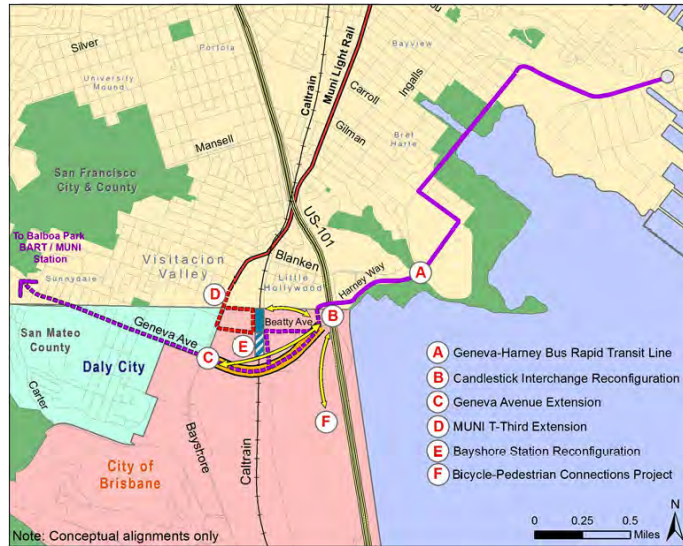 Silver
Portola
Bayview
University
Mound
Caltrain
Muni Light Rail
Carroll
Ingalls
Gilman
Mansell
Bret
Harte
San Francisco
City & County
US-101
To Balboa Park
BART / MUNI
Station
Sunnydale
Visitacion
Valley
Blanken
Little
Hollywood
Harney Way
A
D
B
Beatty Ave
E
C
Geneva Ave
San Mateo
County
Daly City
Carter
F
Bayshore
Caltrain
City of
Brisbane
A Geneva-Harney Bus Rapid Transit Line
B Candlestick Interchange Reconfiguration
C Geneva Avenue Extension
D MUNI T-Third Extension
E Bayshore Station Reconfiguration
F Bicycle-Pedestrian Connections Project
0 0.25 0.5
Miles
N
Note: Conceptual alignments only